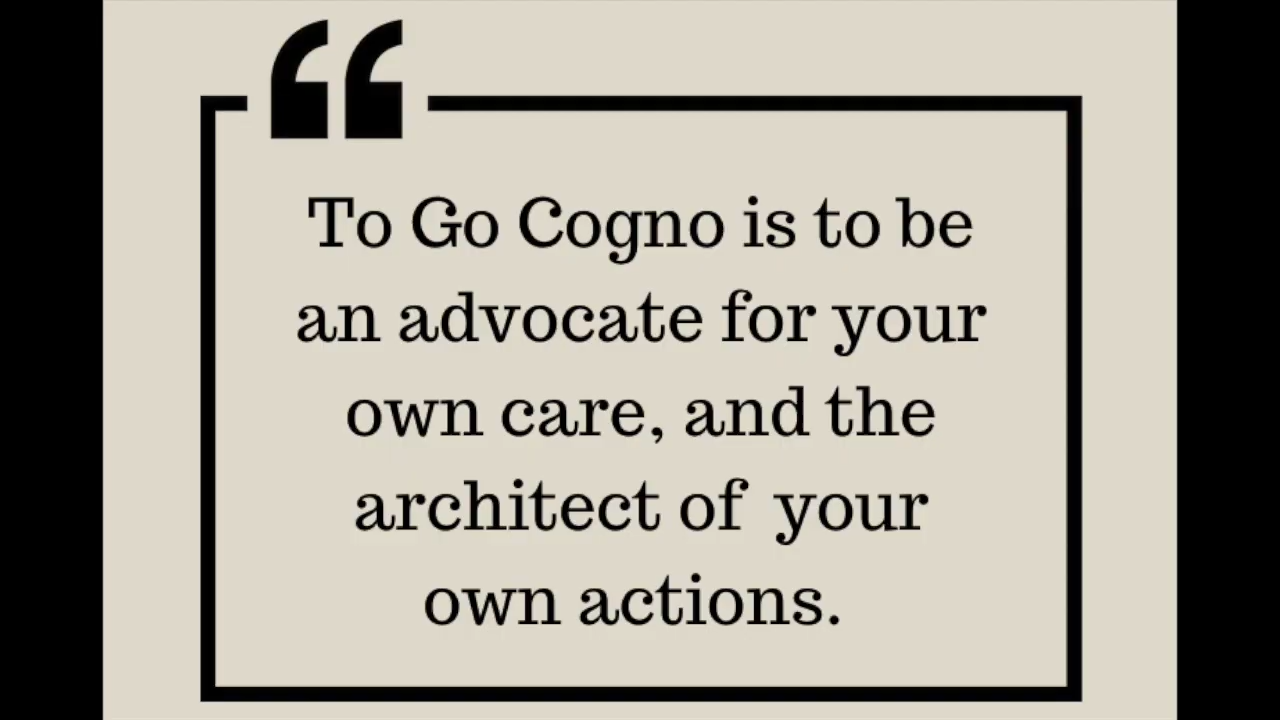 “
To Go Cogno is to be
an advocate for your
own care, and the
architect of your
own actions.